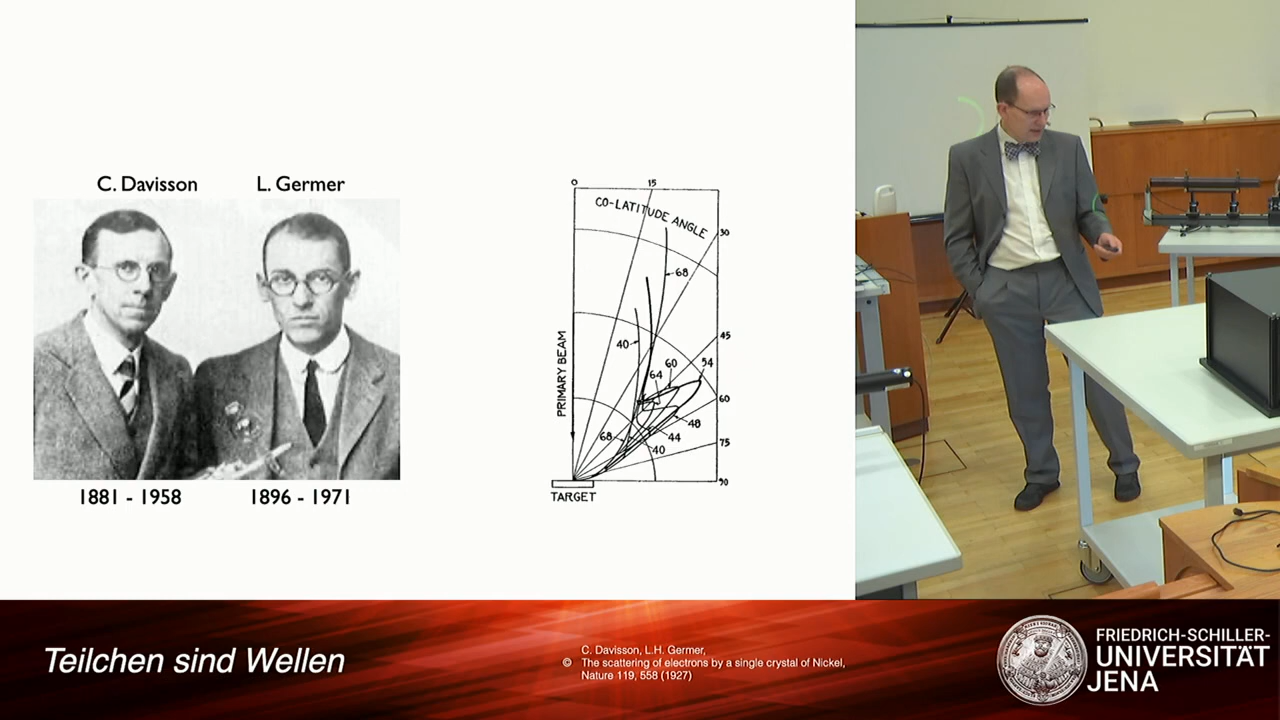 C. Davisson
L. Germer
1881 - 1958
1896 - 1971
0
15
CO-LATITUDE ANGLE
30
68
PRIMARY BEAM
40
45
64
60
54
60
68
48
44
40
75
90
TARGET
Teilchen sind Wellen
C. Davisson, L.H. Germer,
© The scattering of electrons by a single crystal of Nickel,
Nature 119, 558 (1927)
FRIEDRICH-SCHILLER-
UNIVERSITÄT
JENA